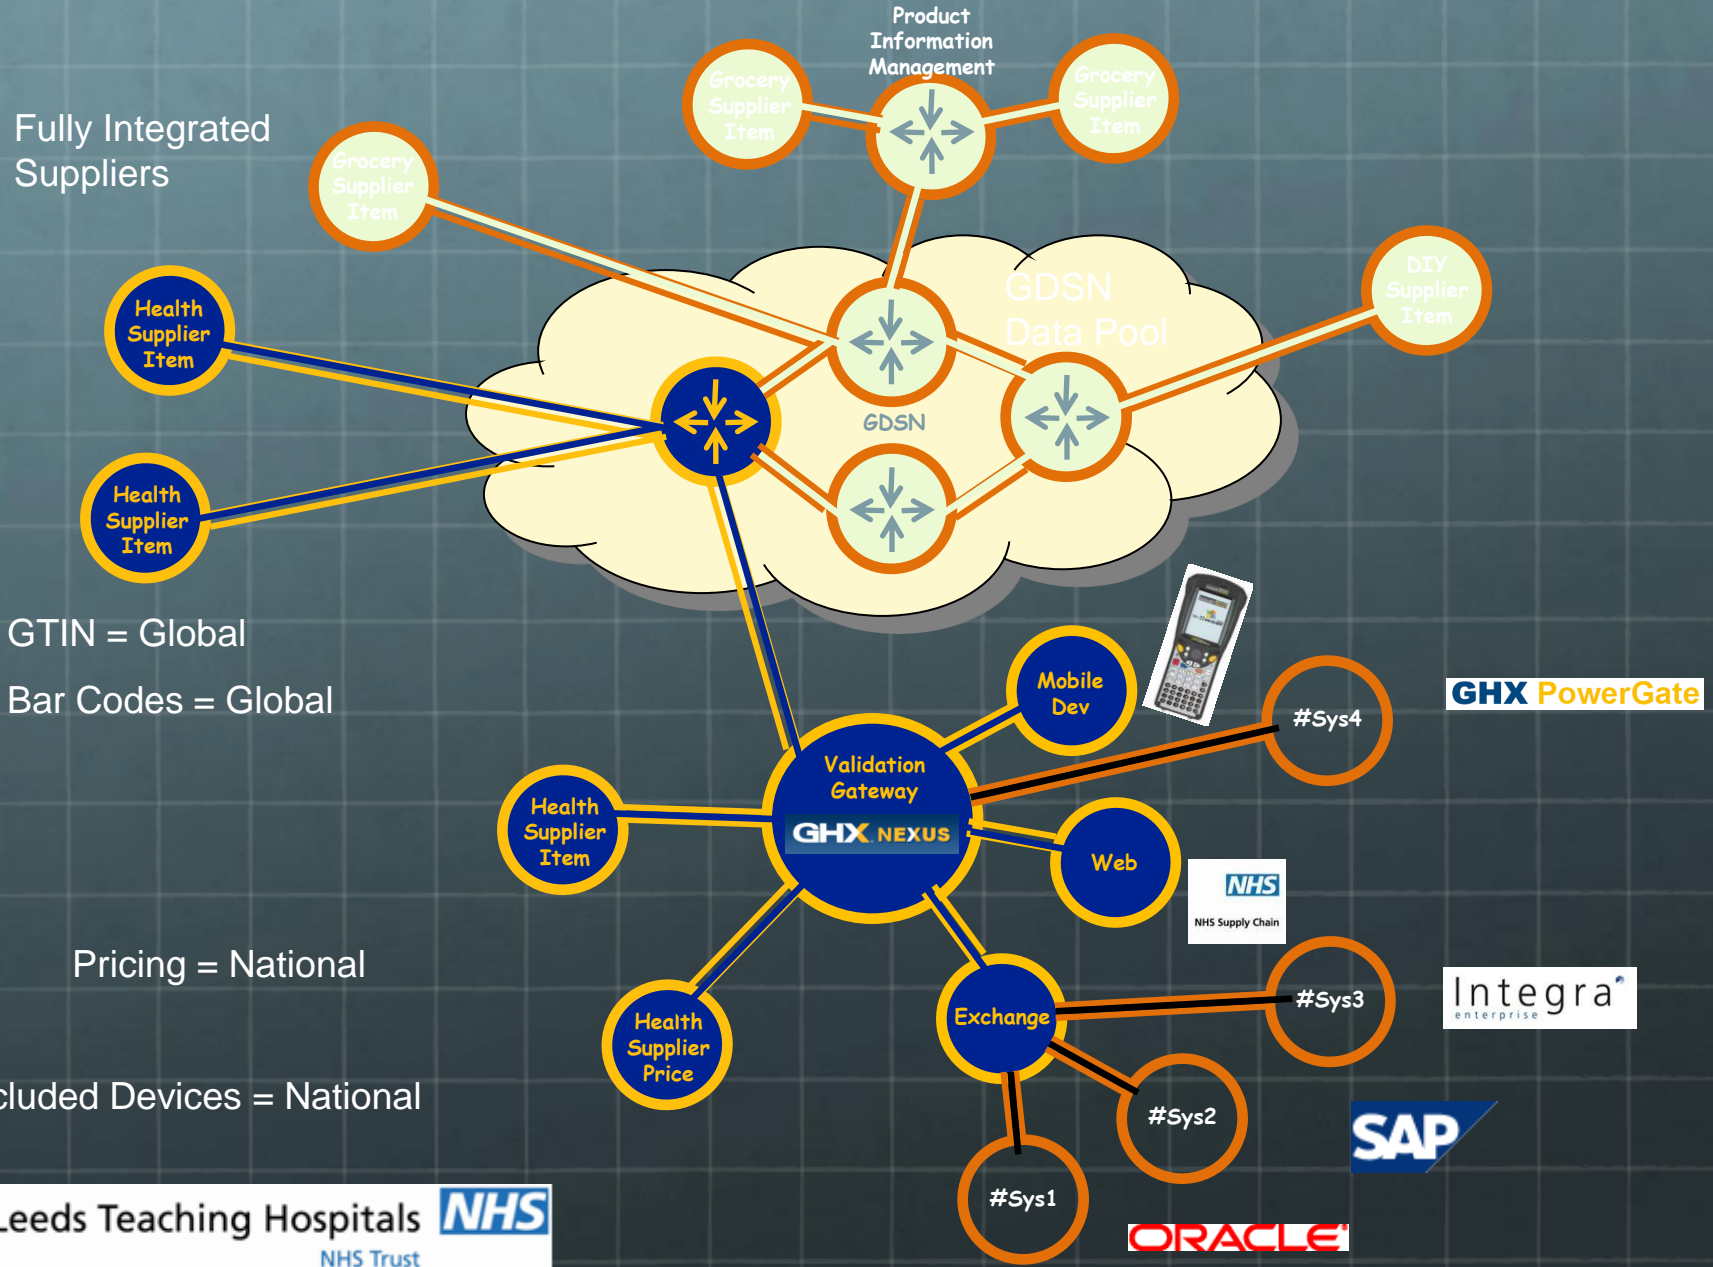 Product
Information
Management
Grocery
Supplier
Item
Grocery
Supplier
Item
Fully Integrated
Suppliers
Grocery
Supplier
Item
DIY
Supplier
Item
GDSN
Data Pool
Health
Supplier
Item
GDSN
Health
Supplier
Item
GTIN = Global
Bar Codes = Global
Mobile
Dev
#Sys4
GHX PowerGate
Validation
Gateway
GHX NEXUS
Health
Supplier
Item
Web
NHS
NHS Supply Chain
Pricing = National
Health
Supplier
Price
Exchange
#Sys3
Integra
enterprise
cluded Devices = National
#Sys2
SAP
#Sys1
ORACLE
Leeds Teaching Hospitals NHS
NHS Trust